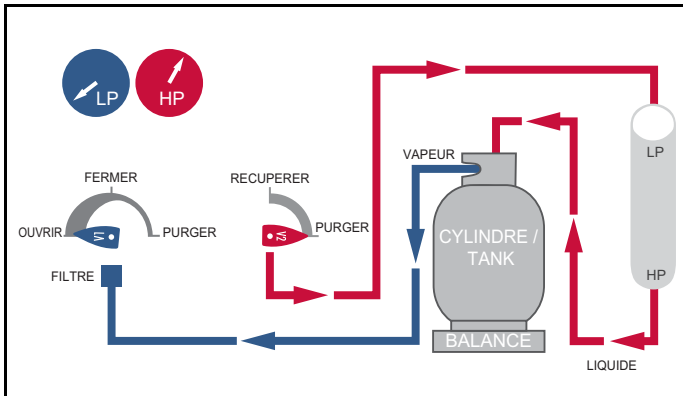 LP
HP
FERMER
OUVRIR
V1
PURGER
FILTRE
RECUPERER
V2
PURGER
VAPEUR
CYLINDRE /
TANK
BALANCE
LP
HP
LIQUIDE